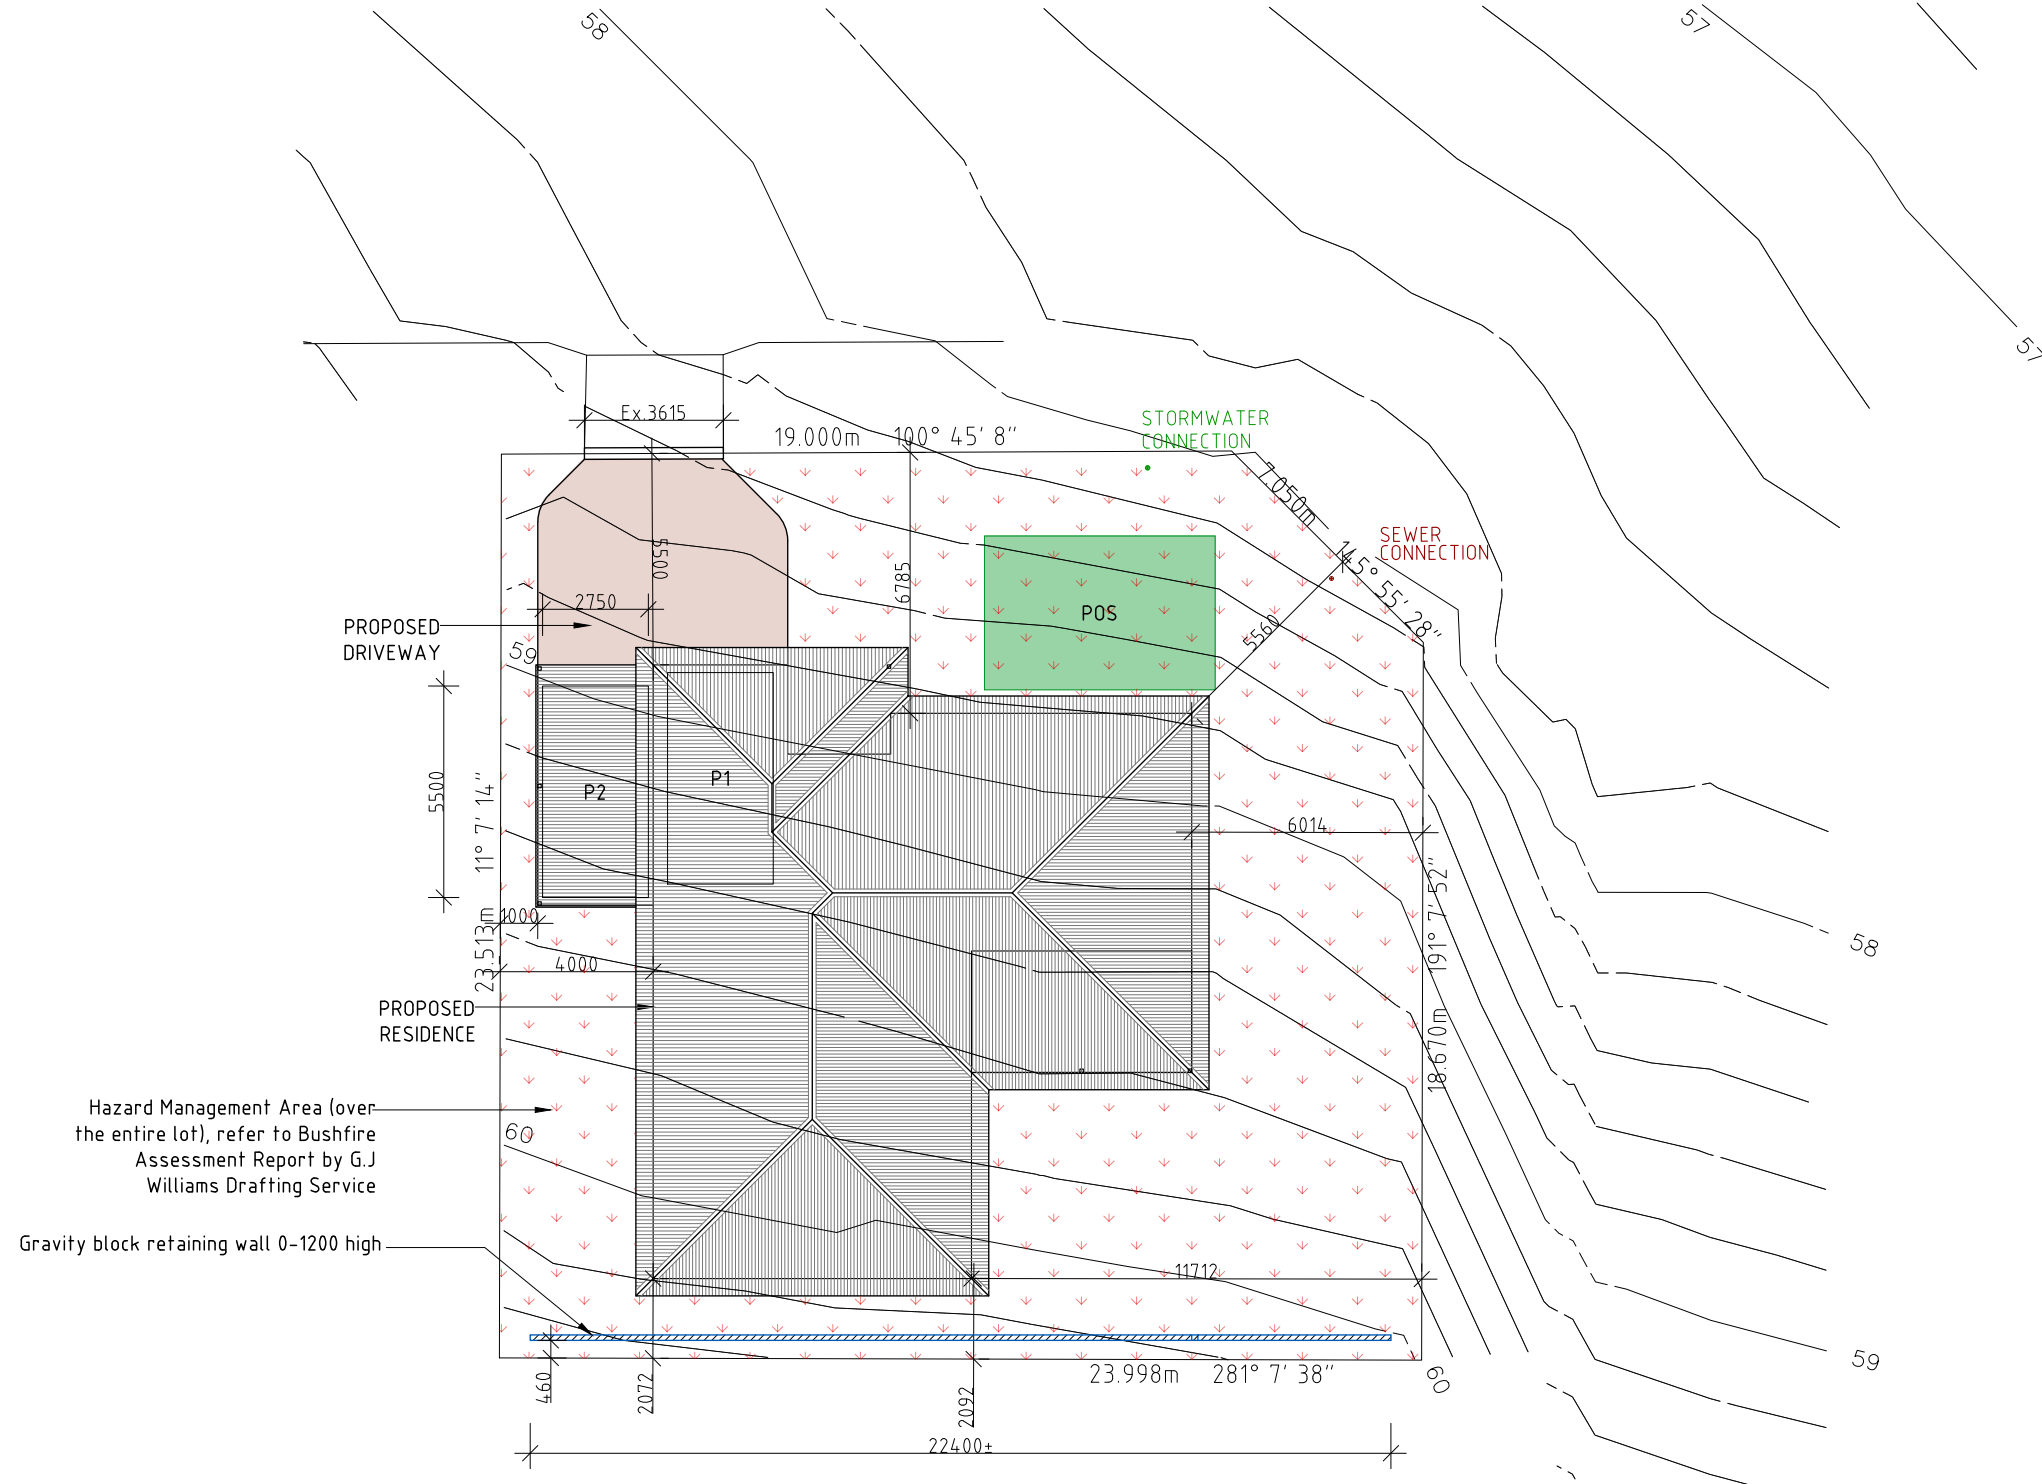 58
57
57
Ex.3615
19.000m 100° 45' 8"
STORMWATER
CONNECTION
7.050m
145° 55' 28"
SEWER
CONNECTION
5500
6785
2750
PROPOSED
DRIVEWAY
POS
5560
59
P1
P2
5500
11° 7' 14"
23.513m
6014
1000
4000
191° 7' 52"
18.670m
58
PROPOSED
RESIDENCE
Hazard Management Area (over
the entire lot), refer to Bushfire
Assessment Report by G.J
Williams Drafting Service
60
Gravity block retaining wall 0-1200 high
11712
460
2072
2092
23.998m 281° 7' 38"
60
59
22400±